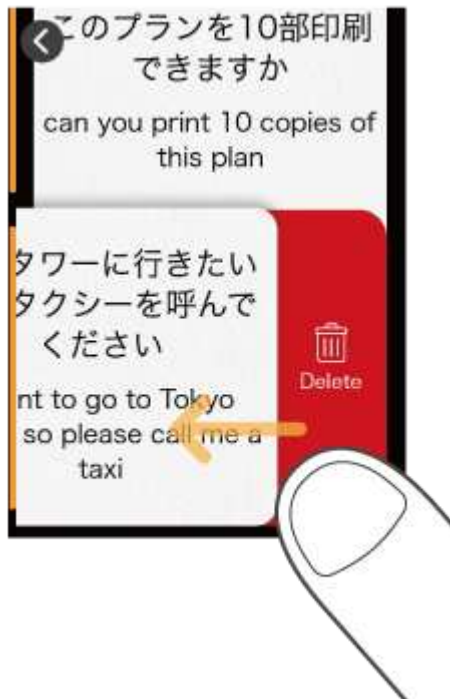 このプランを10部印刷
できますか
can you print 10 copies of
this plan
タワーに行きたい
タクシーを呼んで
ください
nt to go to Tokyo
so please call me a
taxi
Delete